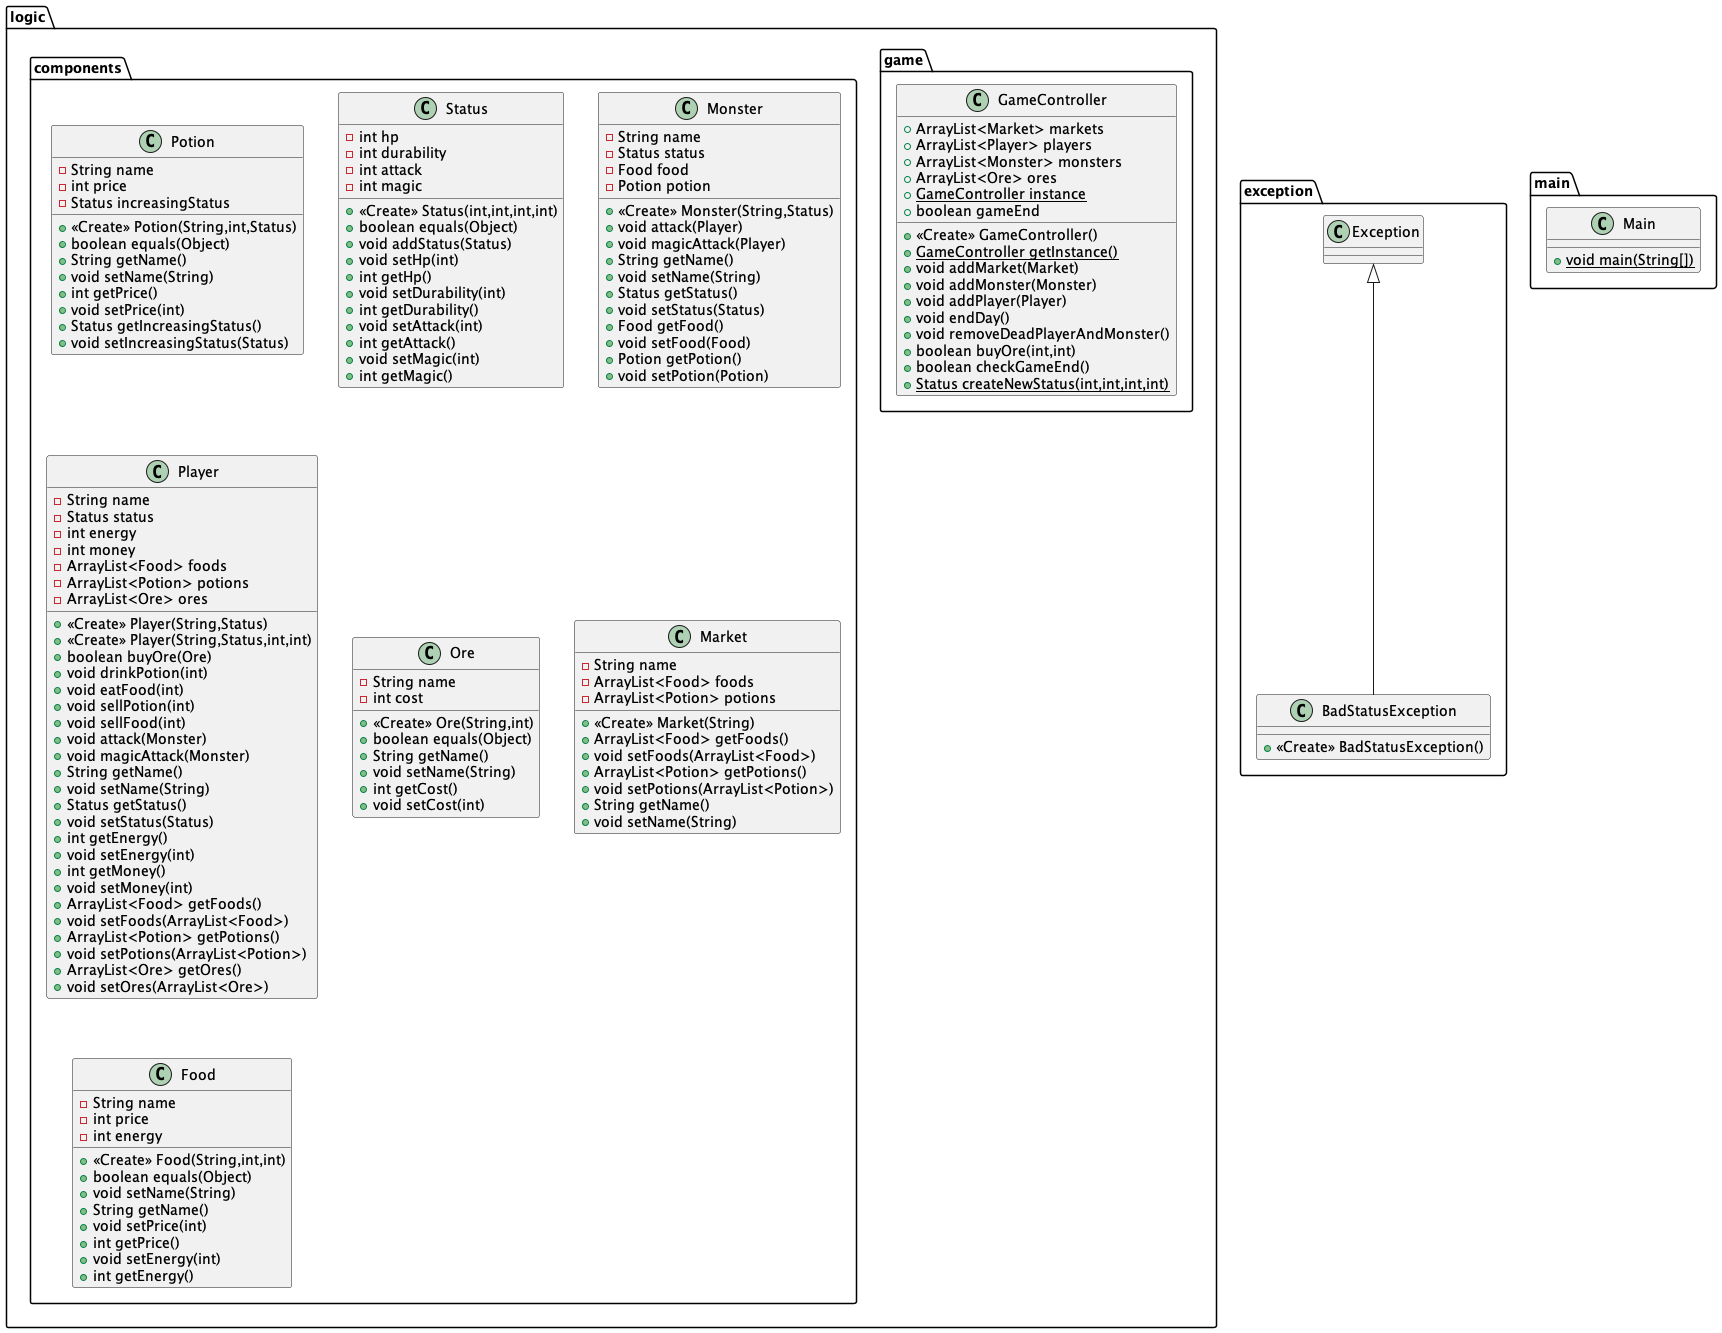 logic
components
C Potion
String name
int price
Status increasingStatus
«Create» Potion(String,int,Status)
boolean equals(Object)
String getName()
void setName(String)
int getPrice()
void setPrice(int)
Status getIncreasingStatus()
void setIncreasingStatus(Status)
C Status
int hp
int durability
int attack
int magic
«Create» Status(int,int,int,int)
boolean equals(Object)
void addStatus(Status)
void setHp(int)
int getHp()
void setDurability(int)
int getDurability()
void setAttack(int)
int getAttack()
void setMagic(int)
int getMagic()
C Monster
String name
Status status
Food food
Potion potion
«Create» Monster(String,Status)
void attack(Player)
void magicAttack(Player)
String getName()
void setName(String)
Status getStatus()
void setStatus(Status)
Food getFood()
void setFood(Food)
Potion getPotion()
void setPotion(Potion)
C Player
String name
Status status
int energy
int money
ArrayList<Food> foods
ArrayList<Potion> potions
ArrayList<Ore> ores
«Create» Player(String,Status)
«Create» Player(String,Status,int,int)
boolean buyOre(Ore)
void drinkPotion(int)
void eatFood(int)
void sellPotion(int)
void sellFood(int)
void attack(Monster)
void magicAttack(Monster)
String getName()
void setName(String)
Status getStatus()
void setStatus(Status)
int getEnergy()
void setEnergy(int)
int getMoney()
void setMoney(int)
ArrayList<Food> getFoods()
void setFoods(ArrayList<Food>)
ArrayList<Potion> getPotions()
void setPotions(ArrayList<Potion>)
ArrayList<Ore> getOres()
void setOres(ArrayList<Ore>)
C Ore
String name
int cost
«Create» Ore(String,int)
boolean equals(Object)
String getName()
void setName(String)
int getCost()
void setCost(int)
C Market
String name
ArrayList<Food> foods
ArrayList<Potion> potions
«Create» Market(String)
ArrayList<Food> getFoods()
void setFoods(ArrayList<Food>)
ArrayList<Potion> getPotions()
void setPotions(ArrayList<Potion>)
String getName()
void setName(String)
C Food
String name
int price
int energy
«Create» Food(String,int,int)
boolean equals(Object)
void setName(String)
String getName()
void setPrice(int)
int getPrice()
void setEnergy(int)
int getEnergy()
game
C GameController
ArrayList<Market> markets
ArrayList<Player> players
ArrayList<Monster> monsters
ArrayList<Ore> ores
GameController instance
boolean gameEnd
«Create» GameController()
GameController getInstance()
void addMarket(Market)
void addMonster(Monster)
void addPlayer(Player)
void endDay()
void removeDeadPlayerAndMonster()
boolean buyOre(int,int)
boolean checkGameEnd()
Status createNewStatus(int,int,int,int)
exception
C Exception
C BadStatusException
«Create» BadStatusException()
main
C Main
void main(String[])